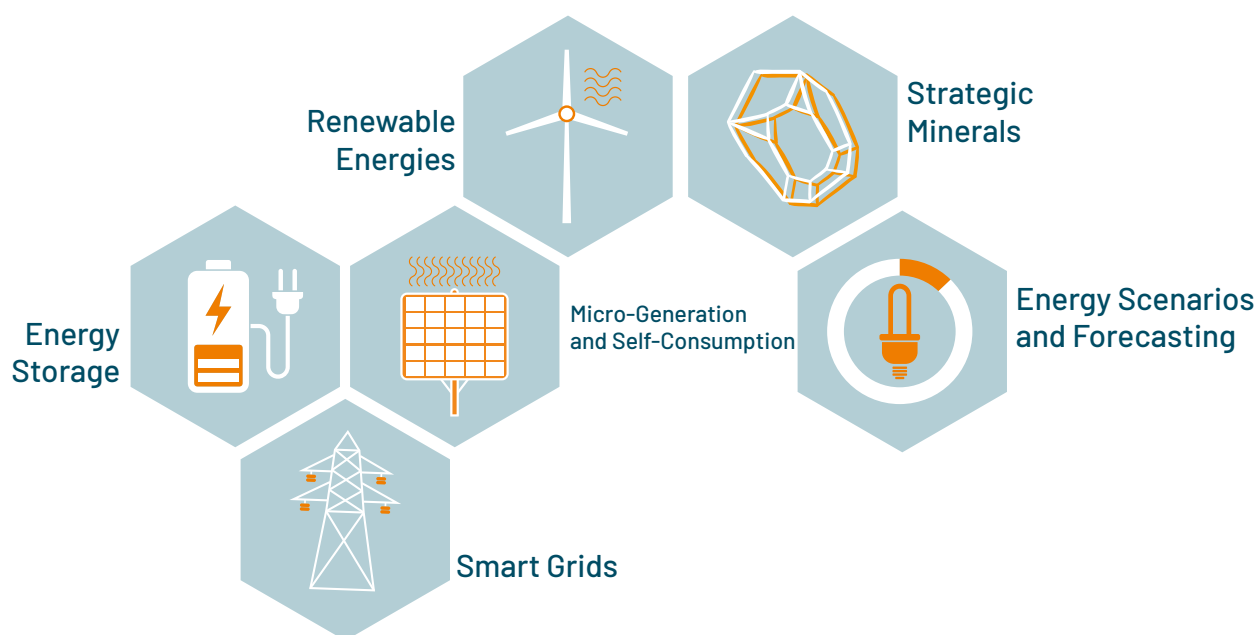 Renewable
Energies
Strategic
Minerals
Energy
Storage
Micro-Generation
and Self-Consumption
Energy Scenarios
and Forecasting
Smart Grids